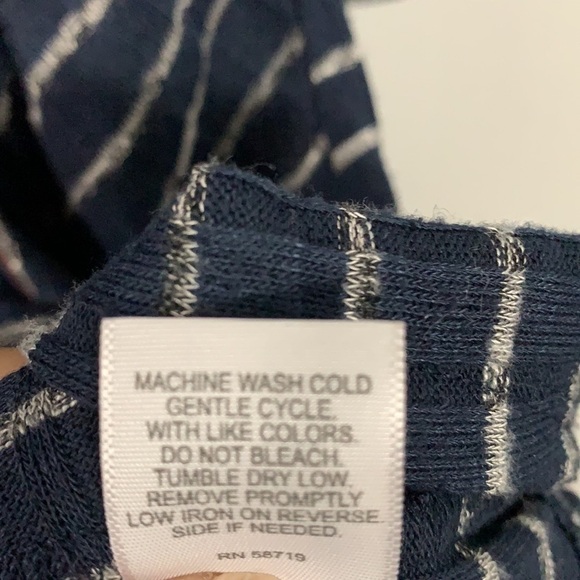 MACHINE WASH COLD
GENTLE CYCLE.
WITH LIKE COLORS.
DO NOT BLEACH.
TUMBLE DRY LOW.
REMOVE PROMPTLY
LOW IRON ON REVERSE
SIDE IF NEEDED.
RN 58719